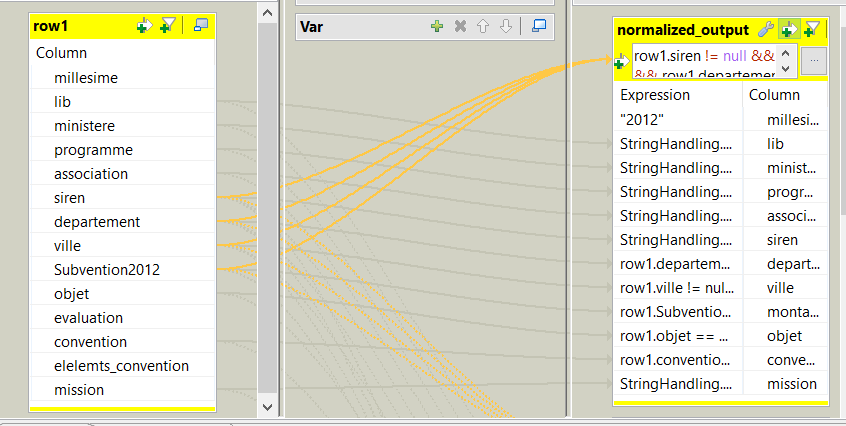 row1
Column
millesime
lib
ministere
programme
association
siren
departement
ville
Subvention2012
objet
evaluation
convention
elelemts_convention
mission
Var
normalized_output
row1.siren != null &&
&& row1.departemen
...
Expression Column
"2012" millesi...
StringHandling.... lib
StringHandling.... minist...
StringHandling.... progr...
StringHandling.... associ...
StringHandling.... siren
row1.departem... depart...
row1.ville != nul... ville
row1.Subventio... monta...
row1.objet == ... objet
row1.conventio... conve...
StringHandling.... mission